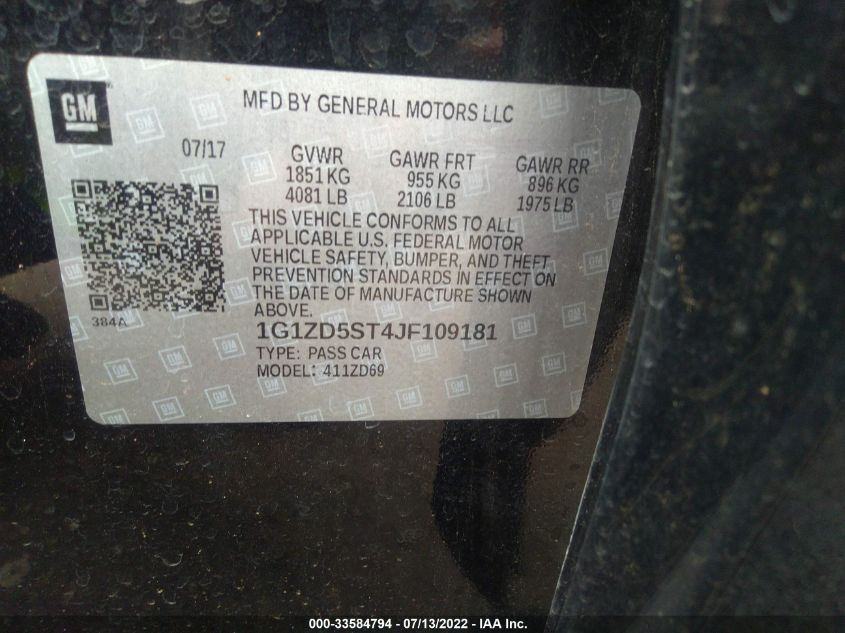 GM
MFD BY GENERAL MOTORS LLC
07/17
GVWR GAWR FRT GAWR RR
1851 KG 955 KG 896 KG
4081 LB 2106 LB 1975 LB
THIS VEHICLE CONFORMS TO ALL
APPLICABLE U.S. FEDERAL MOTOR
VEHICLE SAFETY, BUMPER, AND THEFT
PREVENTION STANDARDS IN EFFECT ON
THE DATE OF MANUFACTURE SHOWN
ABOVE.
384A
1G1ZD5ST4JF109181
TYPE: PASS CAR
MODEL: 411ZD69
000-33584794 - 07/13/2022 - IAA Inc.